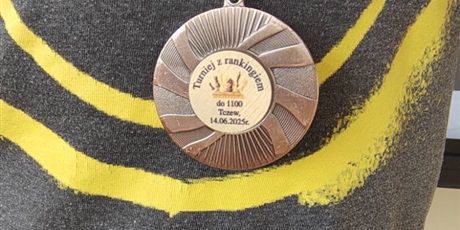 Turniej z rankingiem
do 1100
Tczew,
14.06.2025r.